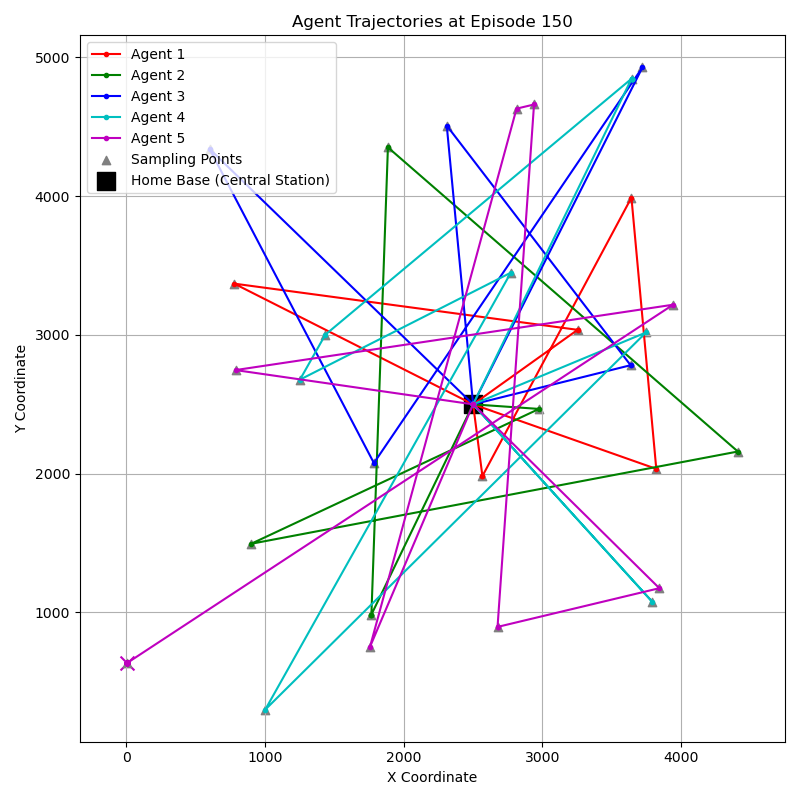 Agent Trajectories at Episode 150
Agent 1
Agent 2
Agent 3
Agent 4
Agent 5
Sampling Points
Home Base (Central Station)
5000
4000
3000
2000
1000
Y Coordinate
0 1000 2000 3000 4000
X Coordinate